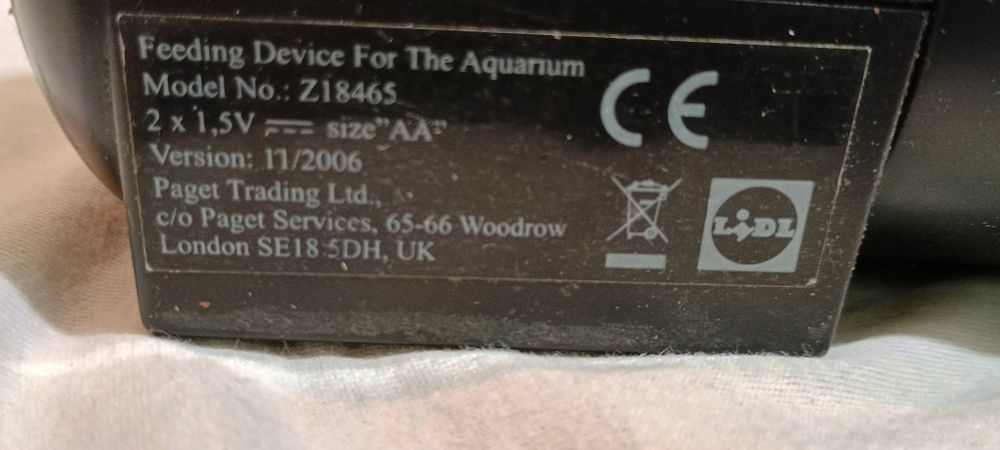 Feeding Device For The Aquarium
Model No.: Z18465
2 x 1,5V size"AA"
Version: 11/2006
Paget Trading Ltd.,
c/o Paget Services, 65-66 Woodrow
London SE18 5DH, UK
CE
LIDL